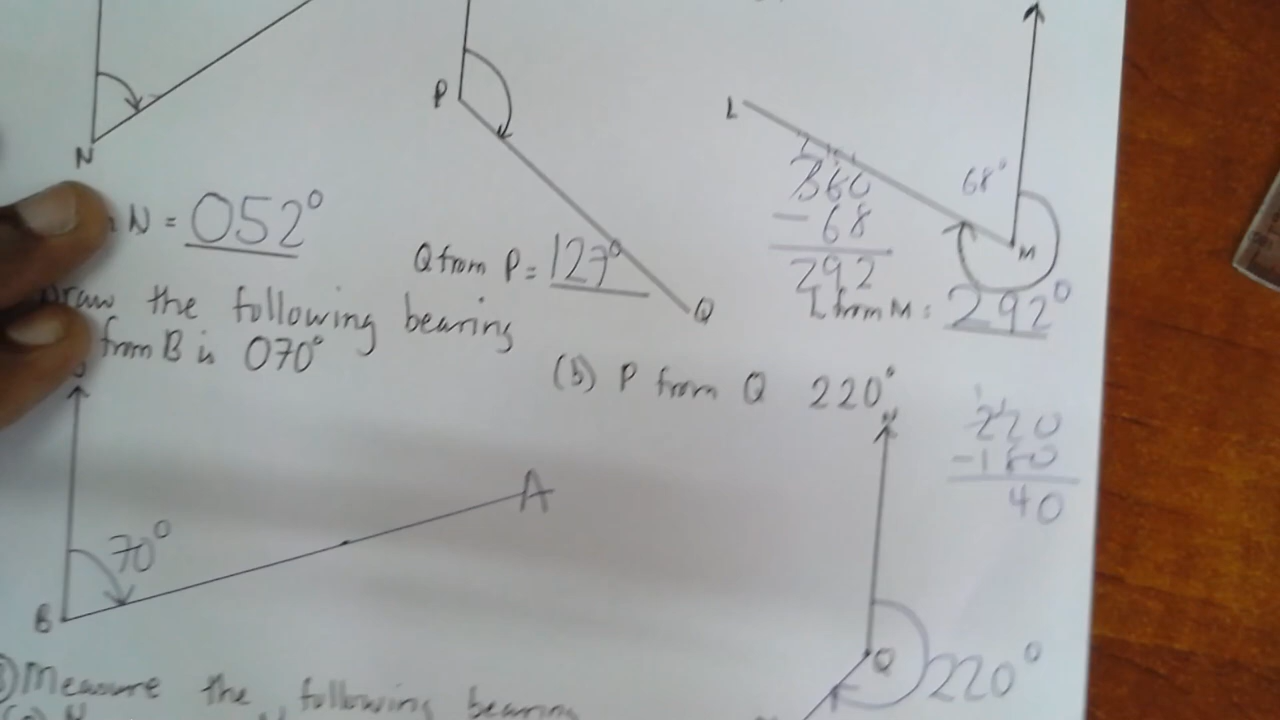 N
P
L
68°
M
360
- 68
292
N = 052°
Q from P = 127°
Q
L from M: 292°
Draw the following bearing
from B is 070°
(b) P from Q 220°
N
220
-180
40
A
70°
B
Q
220°
Measure the following bearing